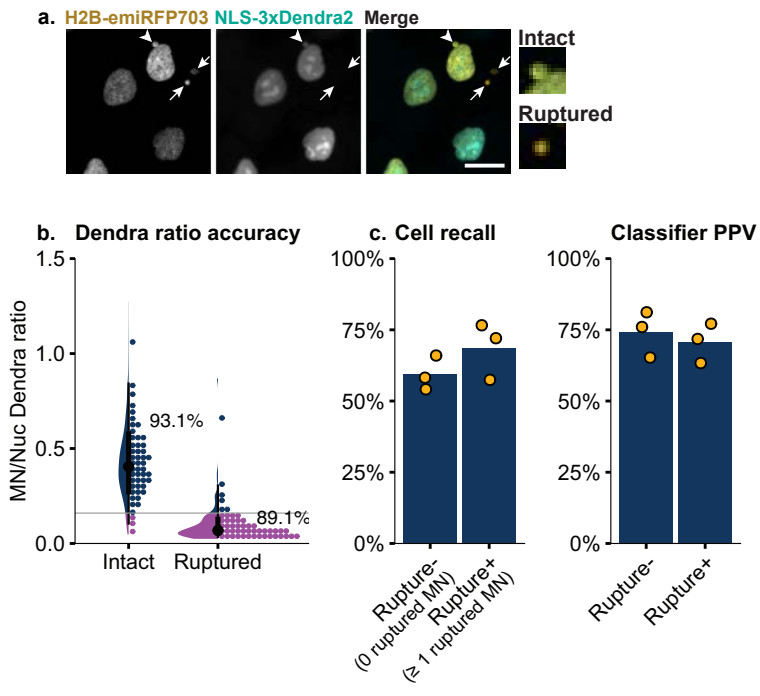 a. H2B-emiRFP703 NLS-3xDendra2 Merge
Intact
Ruptured
b. Dendra ratio accuracy
MN/Nuc Dendra ratio
1.5
1.0
0.5
0.0
93.1%
89.1%
Intact Ruptured
c. Cell recall
100%
75%
50%
25%
0%
Rupture-
(0 ruptured MN)
Rupture+
(≥ 1 ruptured MN)
Classifier PPV
100%
75%
50%
25%
0%
Rupture-
Rupture+